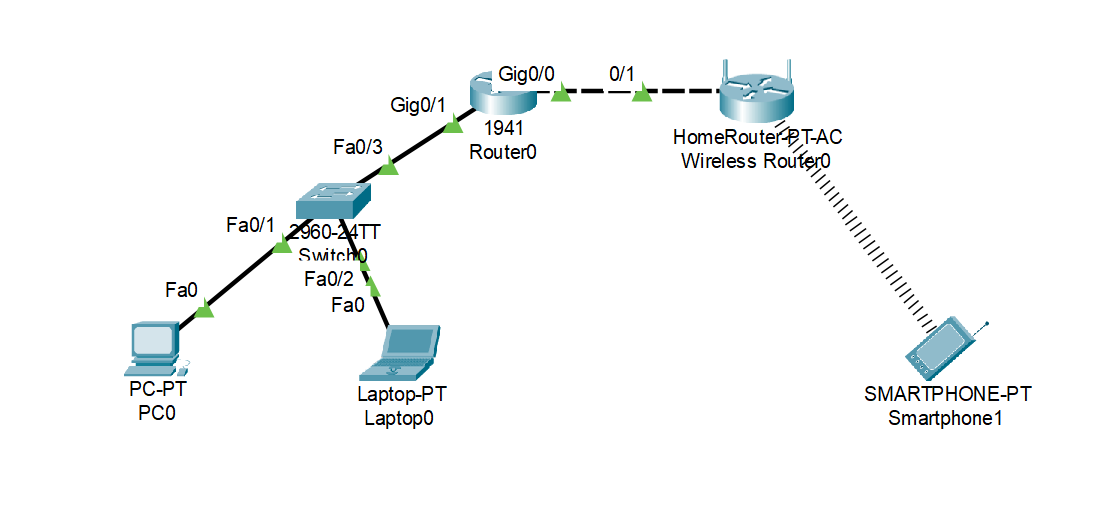 Gig0/0
0/1
Gig0/1
1941
Router0
HomeRouter-PT-AC
Wireless Router0
Fa0/3
Fa0/1
2960-24TT
Switch0
Fa0/2
Fa0
Fa0
PC-PT
PC0
Laptop-PT
Laptop0
SMARTPHONE-PT
Smartphone1